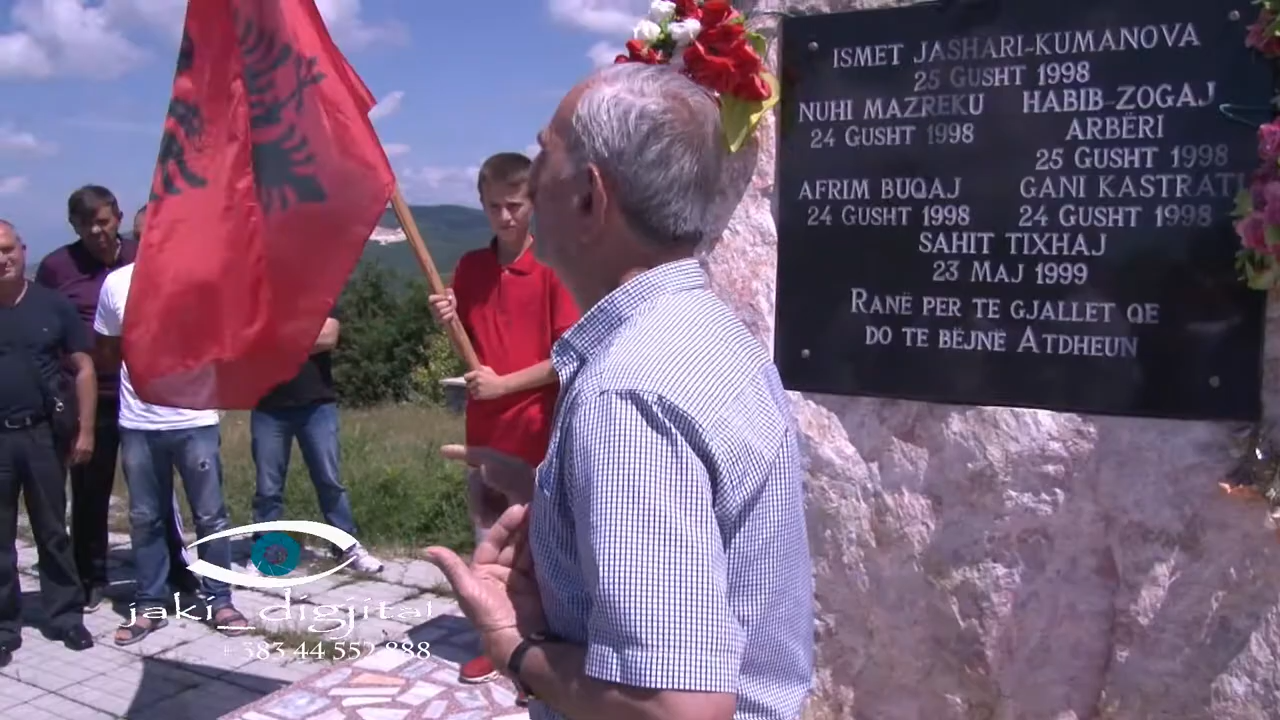 ISMET JASHARI-KUMANOVA
25 GUSHT 1998
NUHI MAZREKU HABIB ZOGAJ
24 GUSHT 1998 ARBËRI
25 GUSHT 1998
AFRIM BUQAJ GANI KASTRATI
24 GUSHT 1998 24 GUSHT 1998
SAHIT TIXHAJ
23 MAJ 1999
RANË PER TE GJALLET QE
DO TE BËJNË ATDHEUN
jaki_digjital
+383 44 552 888